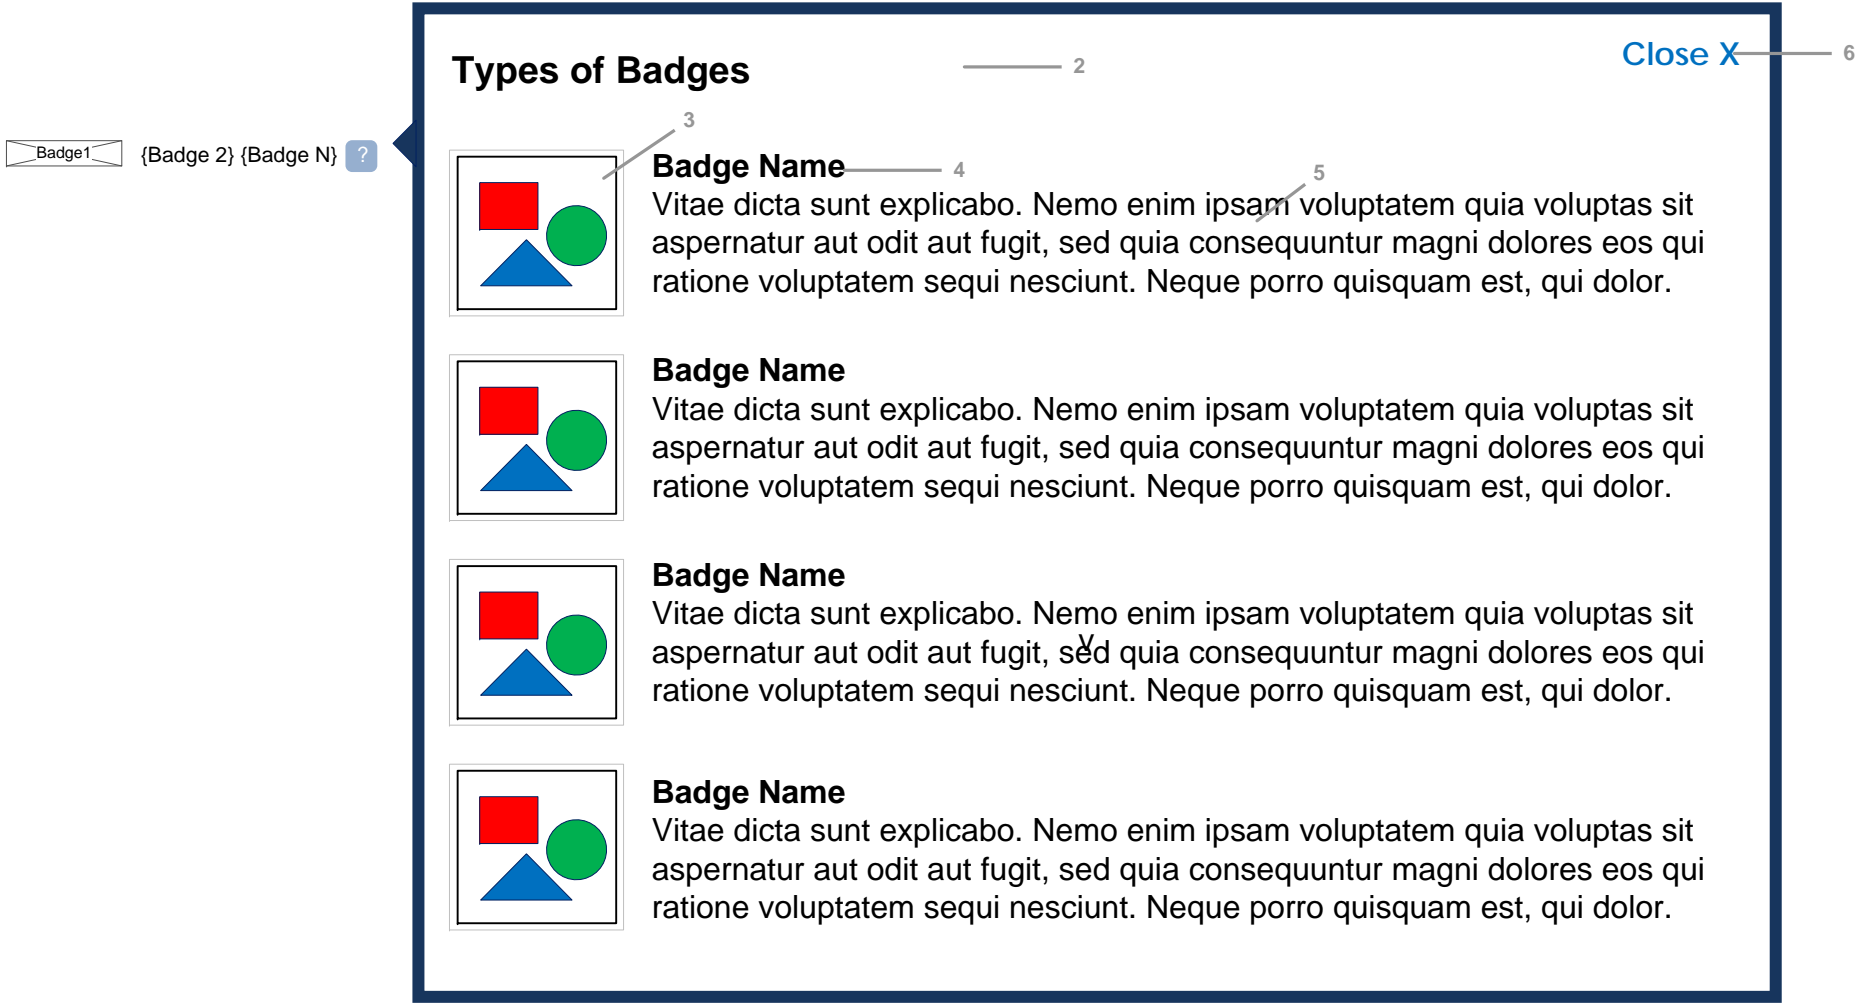 Types of Badges
2
Close X
6
3
Badge1
{Badge 2} {Badge N}
?
Badge Name
4
5
Vitae dicta sunt explicabo. Nemo enim ipsam voluptatem quia voluptas sit
aspernatur aut odit aut fugit, sed quia consequuntur magni dolores eos qui
ratione voluptatem sequi nesciunt. Neque porro quisquam est, qui dolor.
Badge Name
Vitae dicta sunt explicabo. Nemo enim ipsam voluptatem quia voluptas sit
aspernatur aut odit aut fugit, sed quia consequuntur magni dolores eos qui
ratione voluptatem sequi nesciunt. Neque porro quisquam est, qui dolor.
Badge Name
Vitae dicta sunt explicabo. Nemo enim ipsam voluptatem quia voluptas sit
v
aspernatur aut odit aut fugit, sed quia consequuntur magni dolores eos qui
ratione voluptatem sequi nesciunt. Neque porro quisquam est, qui dolor.
Badge Name
Vitae dicta sunt explicabo. Nemo enim ipsam voluptatem quia voluptas sit
aspernatur aut odit aut fugit, sed quia consequuntur magni dolores eos qui
ratione voluptatem sequi nesciunt. Neque porro quisquam est, qui dolor.